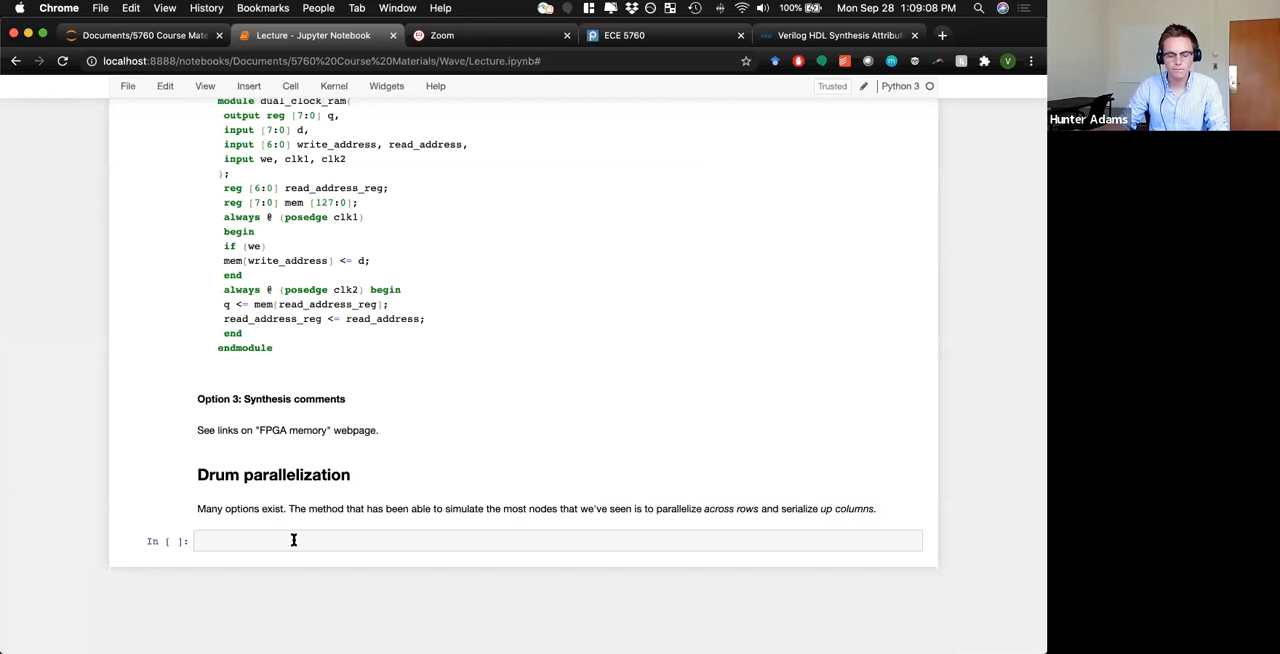 Chrome File Edit View History Bookmarks People Tab Window Help 100% Mon Sep 28 1:09:08 PM
Documents/5760 Course Mate Lecture - Jupyter Notebook Zoom ECE 5760 Verilog HDL Synthesis Attribut
localhost:8888/notebooks/Documents/5760%20Course%20Materials/Wave/Lecture.ipynb# V
File Edit View Insert Cell Kernel Widgets Help Trusted Python 3
Hunter Adams
module dual_clock_ram(
output reg [7:0] q,
input [7:0] d,
input [6:0] write_address, read_address,
input we, clk1, clk2
);
reg [6:0] read_address_reg;
reg [7:0] mem [127:0];
always @ (posedge clk1)
begin
if (we)
mem[write_address] <= d;
end
always @ (posedge clk2) begin
q <= mem[read_address_reg];
read_address_reg <= read_address;
end
endmodule
Option 3: Synthesis comments
See links on "FPGA memory" webpage.
Drum parallelization
Many options exist. The method that has been able to simulate the most nodes that we've seen is to parallelize across rows and serialize up columns.
In [ ]: